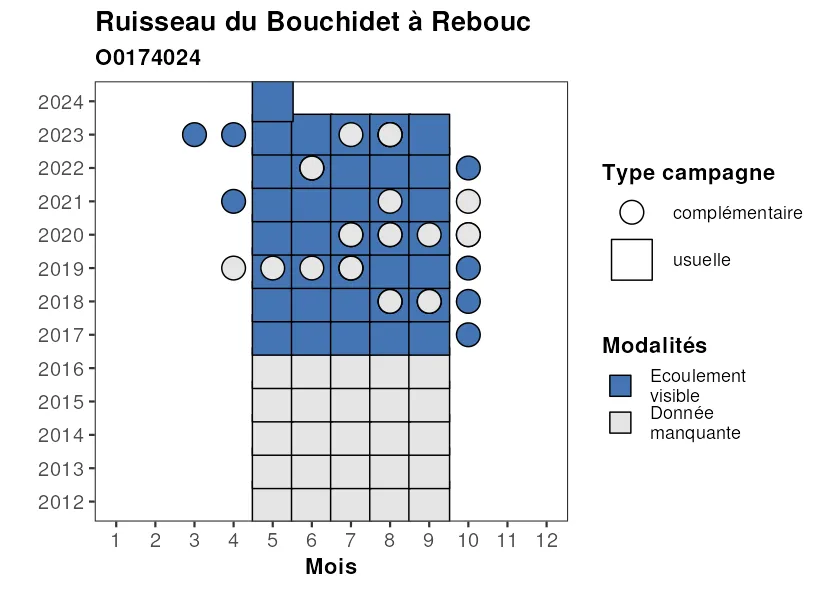 Ruisseau du Bouchidet à Rebouc
O0174024
2024
2023
2022
2021
2020
2019
2018
2017
2016
2015
2014
2013
2012
1 2 3 4 5 6 7 8 9 10 11 12
Mois
Type campagne
complémentaire
usuelle
Modalités
Ecoulement
visible
Donnée
manquante